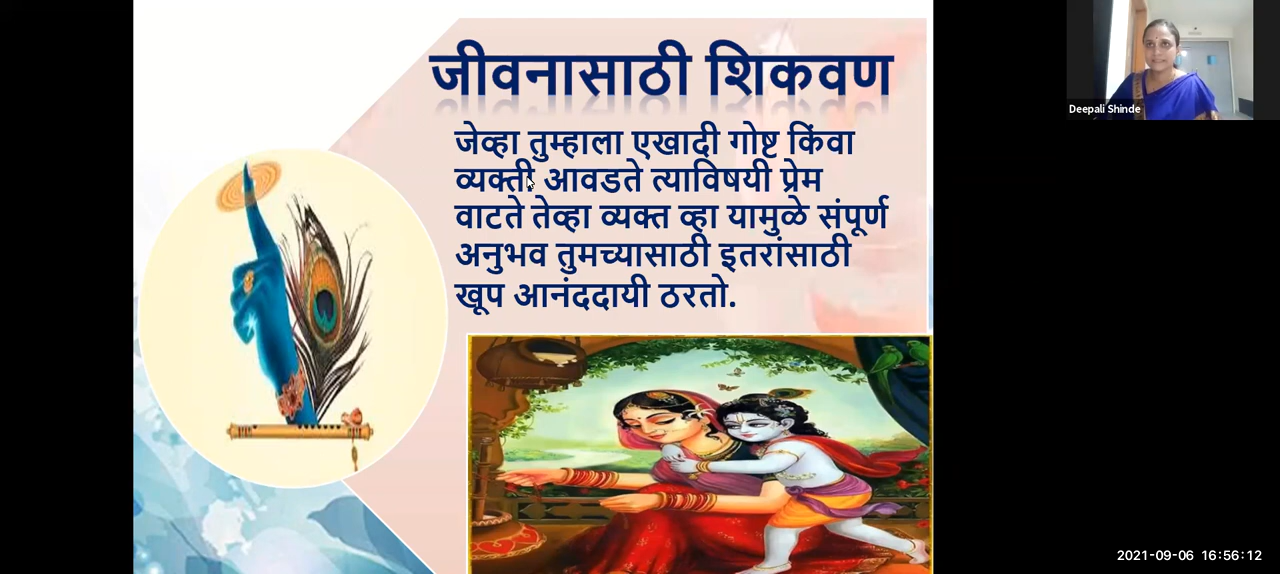 जीवनासाठी शिकवण
जेव्हा तुम्हाला एखादी गोष्ट किंवा
व्यक्ती आवडते त्याविषयी प्रेम
वाटते तेव्हा व्यक्त व्हा यामुळे संपूर्ण
अनुभव तुमच्यासाठी इतरांसाठी
खूप आनंददायी ठरतो.
Deepali Shinde
2021-09-06 16:56:12